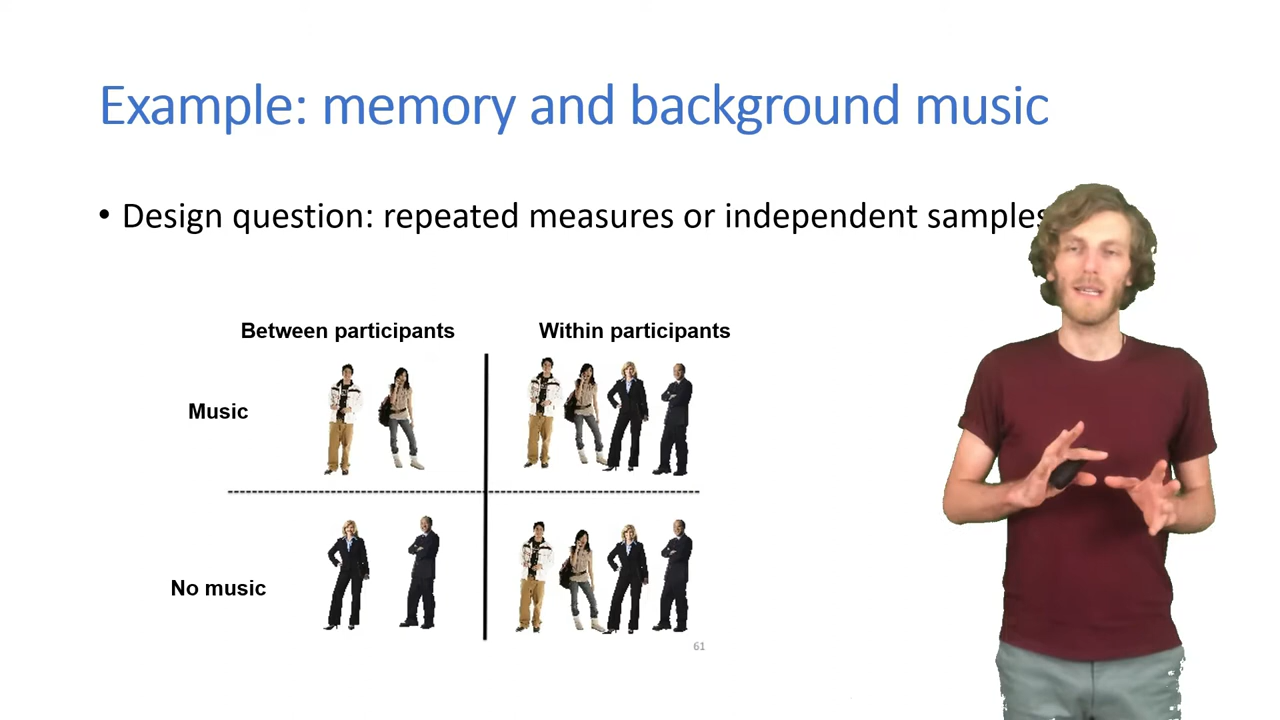 Example: memory and background music
• Design question: repeated measures or independent samples
Between participants Within participants
Music
No music
61